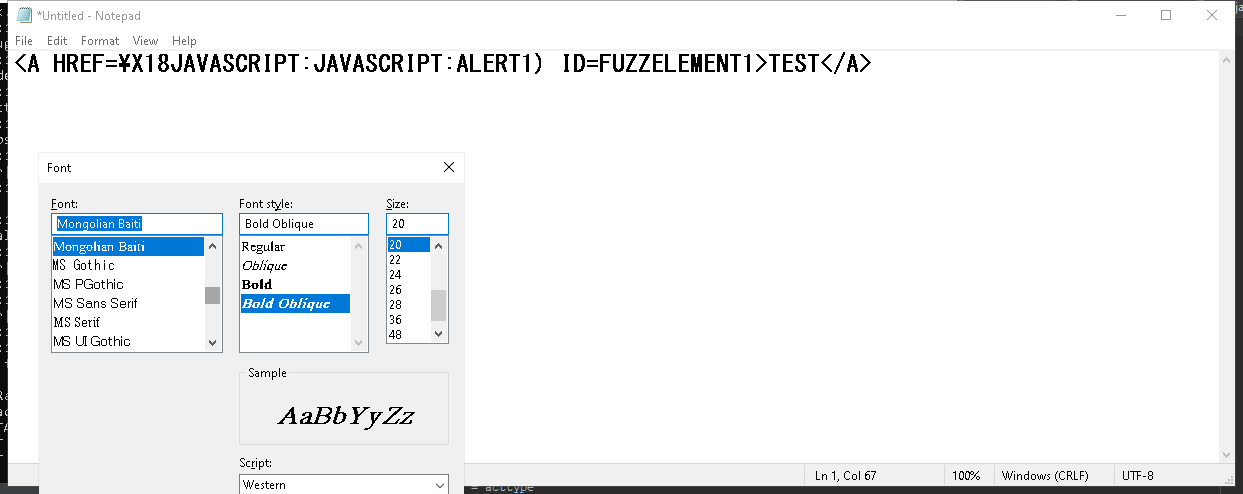 *Untitled - Notepad
File Edit Format View Help
<A HREF=¥X18JAVASCRIPT:JAVASCRIPT:ALERT1) ID=FUZZELEMENT1>TEST</A>
Font
Font: Font style: Size:
Mongolian Baiti Bold Oblique 20
Mongolian Baiti Regular 20
MS Gothic Oblique 22
MS PGothic Bold 24
MS Sans Serif Bold Oblique 26
MS Serif 28
MS UI Gothic 36
48
Sample
AaBbYyZz
Script:
Western
Ln 1, Col 67 100% Windows (CRLF) UTF-8
= acctype